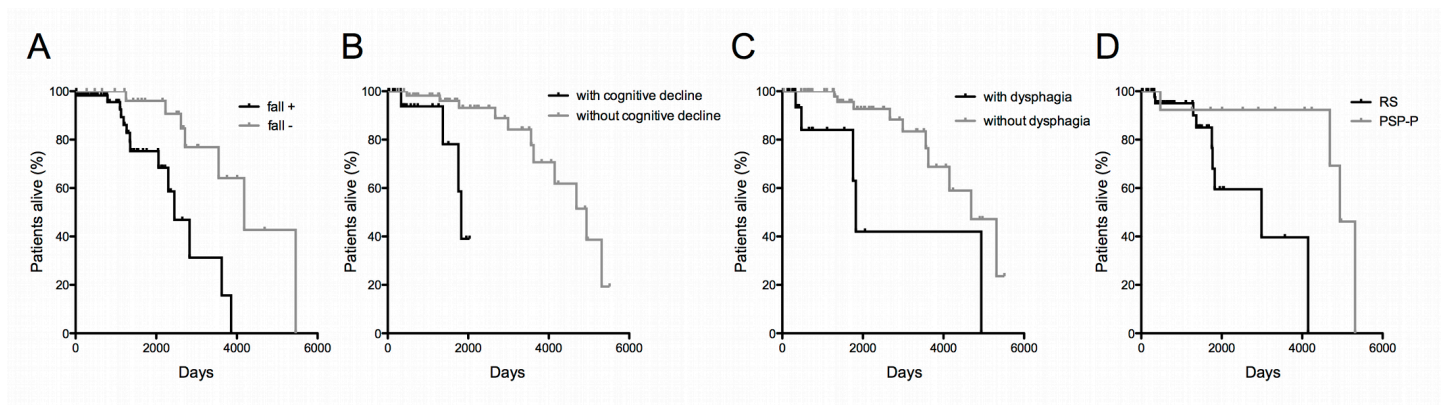 A
Patients alive (%)
100
80
60
40
20
0
0 2000 4000 6000
Days
fall +
fall -
B
Patients alive (%)
100
80
60
40
20
0
0 2000 4000 6000
Days
with cognitive decline
without cognitive decline
C
Patients alive (%)
100
80
60
40
20
0
0 2000 4000 6000
Days
with dysphagia
without dysphagia
D
Patients alive (%)
100
80
60
40
20
0
0 2000 4000 6000
Days
RS
PSP-P